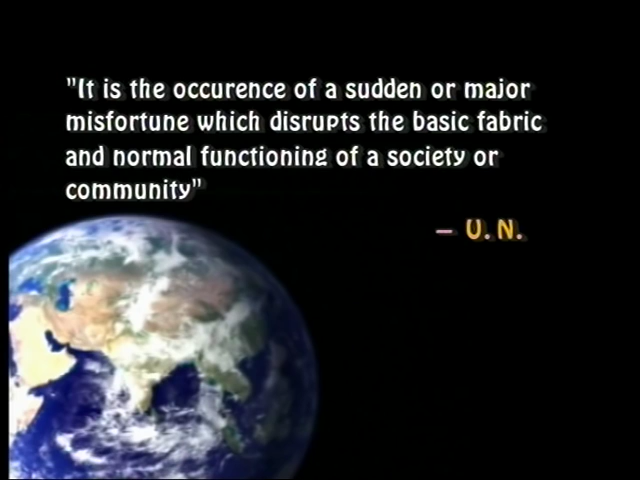 "It is the occurence of a sudden or major
misfortune which disrupts the basic fabric
and normal functioning of a society or
community"
– U.N.